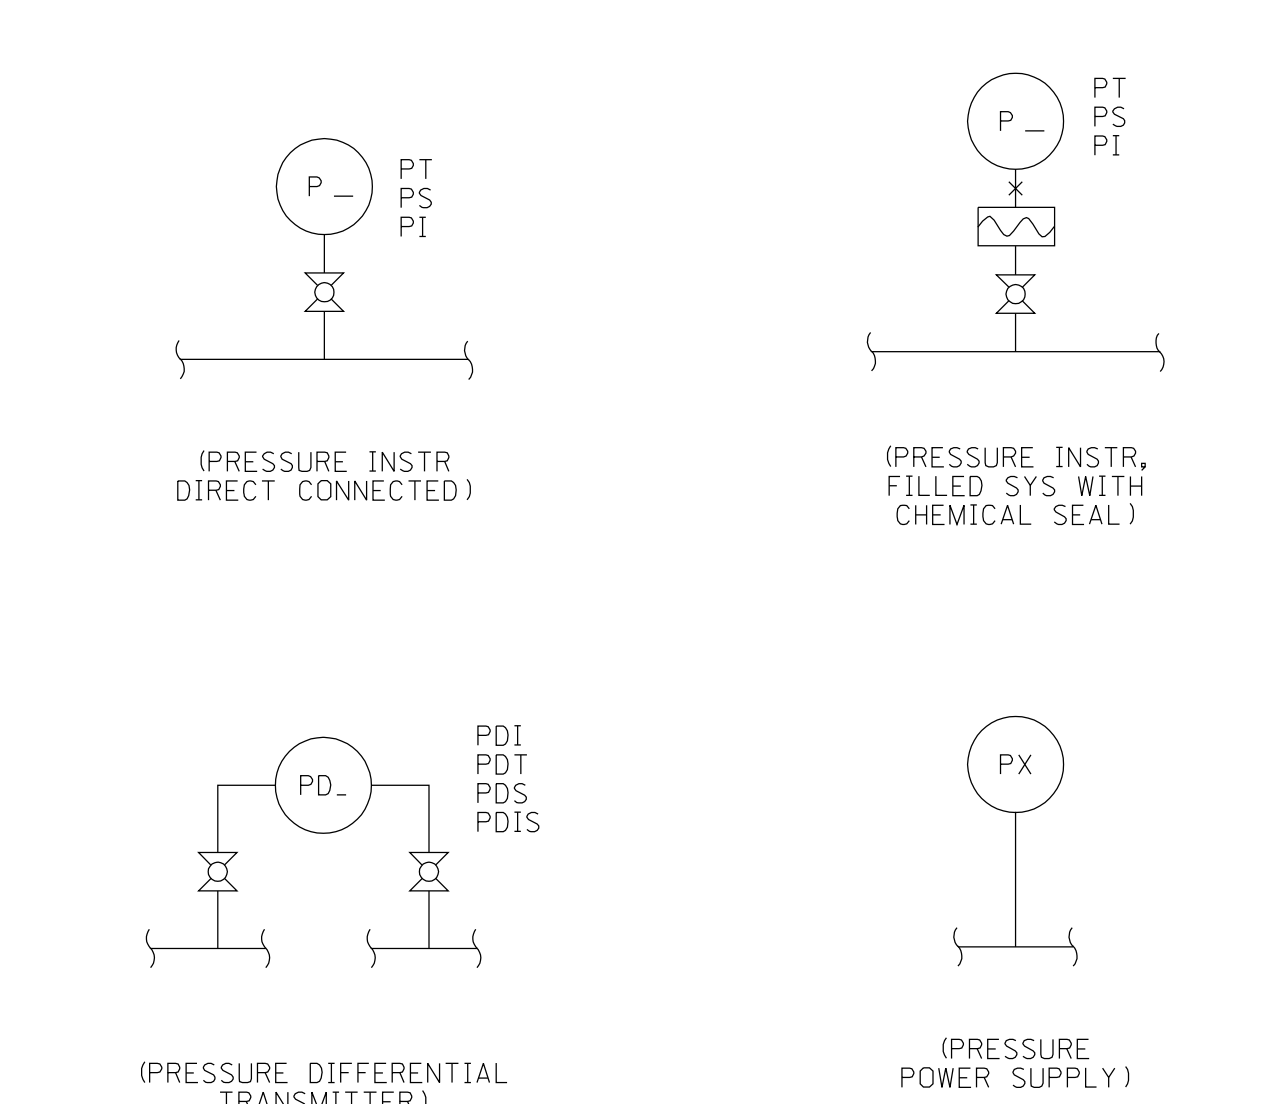 P _
PT
PS
PI
(PRESSURE INSTR
DIRECT CONNECTED)
P _
PT
PS
PI
(PRESSURE INSTR,
FILLED SYS WITH
CHEMICAL SEAL)
PD_
PDI
PDT
PDS
PDIS
(PRESSURE DIFFERENTIAL
TRANSMITTER)
PX
(PRESSURE
POWER SUPPLY)